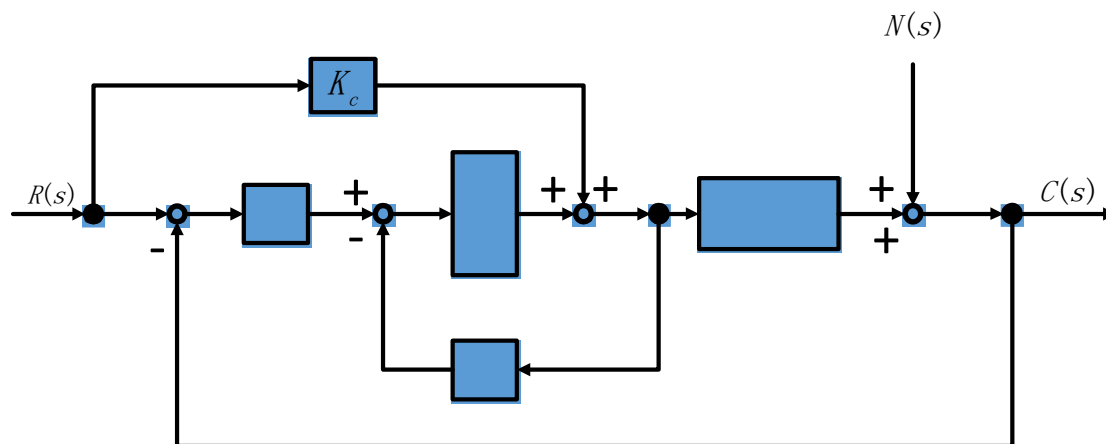 N(s)
K_c
R(s)
+
+ +
+
C(s)
-
-
+